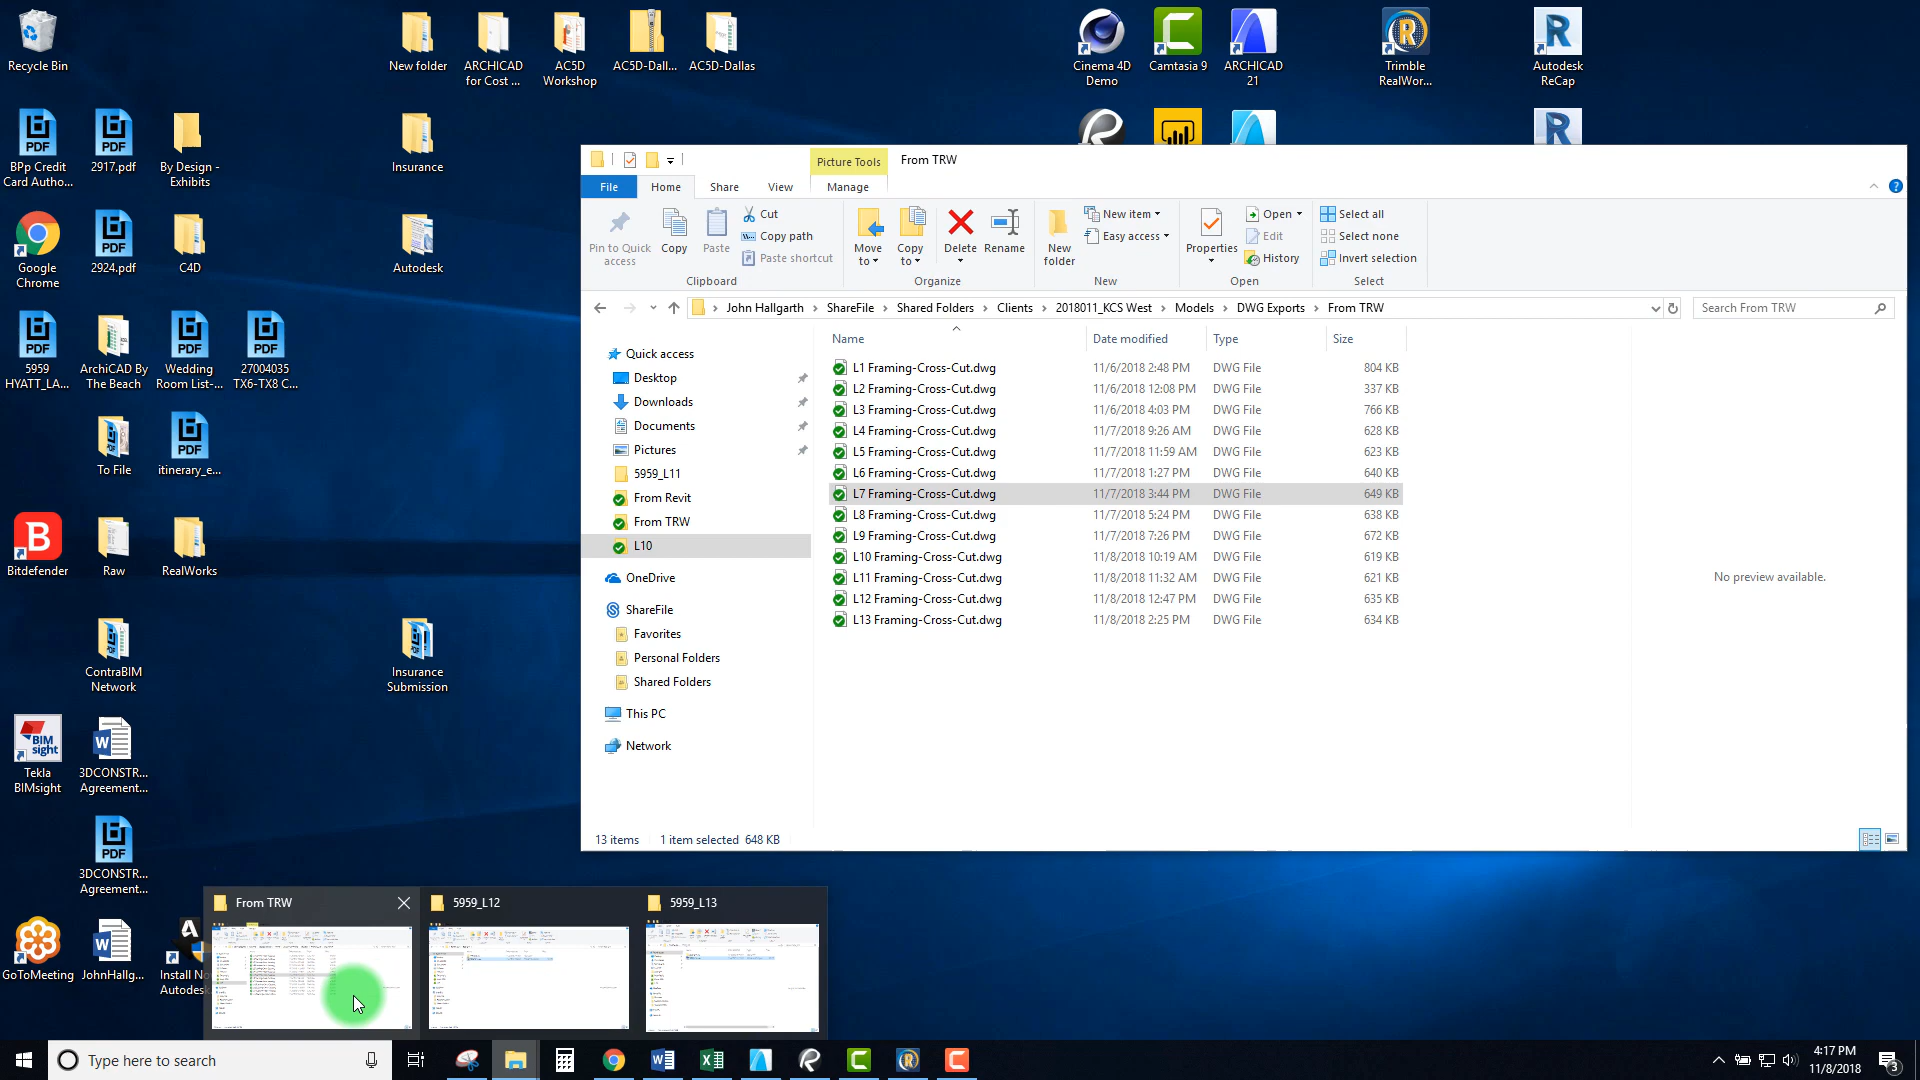 Recycle Bin
New folder
ARCHICAD
for Cost ...
AC5D
Workshop
AC5D-Dall...
AC5D-Dallas
Cinema 4D
Demo
Camtasia 9
ARCHICAD
21
Trimble
RealWor...
Autodesk
ReCap
BPp Credit
Card Autho...
2917.pdf
By Design -
Exhibits
Insurance
Google
Chrome
2924.pdf
C4D
Autodesk
5959
HYATT_LA...
ArchiCAD By
The Beach
Wedding
Room List-...
27004035
TX6-TX8 C...
To File
itinerary_e...
Bitdefender
Raw
RealWorks
ContraBIM
Network
Insurance
Submission
Tekla
BIMsight
3DCONSTR...
Agreement...
3DCONSTR...
Agreement...
GoToMeeting
JohnHallg...
Install No
Autodesk
Picture Tools
From TRW
File
Home
Share
View
Manage
Pin to Quick
access
Copy
Paste
Cut
Copy path
Paste shortcut
Clipboard
Move
to
Copy
to
Delete
Rename
Organize
New
folder
New item
Easy access
New
Properties
Open
Edit
History
Open
Select all
Select none
Invert selection
Select
John Hallgarth > ShareFile > Shared Folders > Clients > 2018011_KCS West > Models > DWG Exports > From TRW
Search From TRW
Quick access
Desktop
Downloads
Documents
Pictures
5959_L11
From Revit
From TRW
L10
OneDrive
ShareFile
Favorites
Personal Folders
Shared Folders
This PC
Network
Name Date modified Type Size
L1 Framing-Cross-Cut.dwg 11/6/2018 2:48 PM DWG File 804 KB
L2 Framing-Cross-Cut.dwg 11/6/2018 12:08 PM DWG File 337 KB
L3 Framing-Cross-Cut.dwg 11/6/2018 4:03 PM DWG File 766 KB
L4 Framing-Cross-Cut.dwg 11/7/2018 9:26 AM DWG File 628 KB
L5 Framing-Cross-Cut.dwg 11/7/2018 11:59 AM DWG File 623 KB
L6 Framing-Cross-Cut.dwg 11/7/2018 1:27 PM DWG File 640 KB
L7 Framing-Cross-Cut.dwg 11/7/2018 3:44 PM DWG File 649 KB
L8 Framing-Cross-Cut.dwg 11/7/2018 5:24 PM DWG File 638 KB
L9 Framing-Cross-Cut.dwg 11/7/2018 7:26 PM DWG File 672 KB
L10 Framing-Cross-Cut.dwg 11/8/2018 10:19 AM DWG File 619 KB
L11 Framing-Cross-Cut.dwg 11/8/2018 11:32 AM DWG File 621 KB
L12 Framing-Cross-Cut.dwg 11/8/2018 12:47 PM DWG File 635 KB
L13 Framing-Cross-Cut.dwg 11/8/2018 2:25 PM DWG File 634 KB
No preview available.
13 items 1 item selected 648 KB
From TRW
5959_L12
5959_L13
Type here to search
4:17 PM
11/8/2018
3